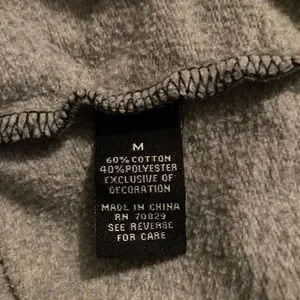 M
60% COTTON
40% POLYESTER
EXCLUSIVE OF
DECORATION
MADE IN CHINA
RN 70829
SEE REVERSE
FOR CARE